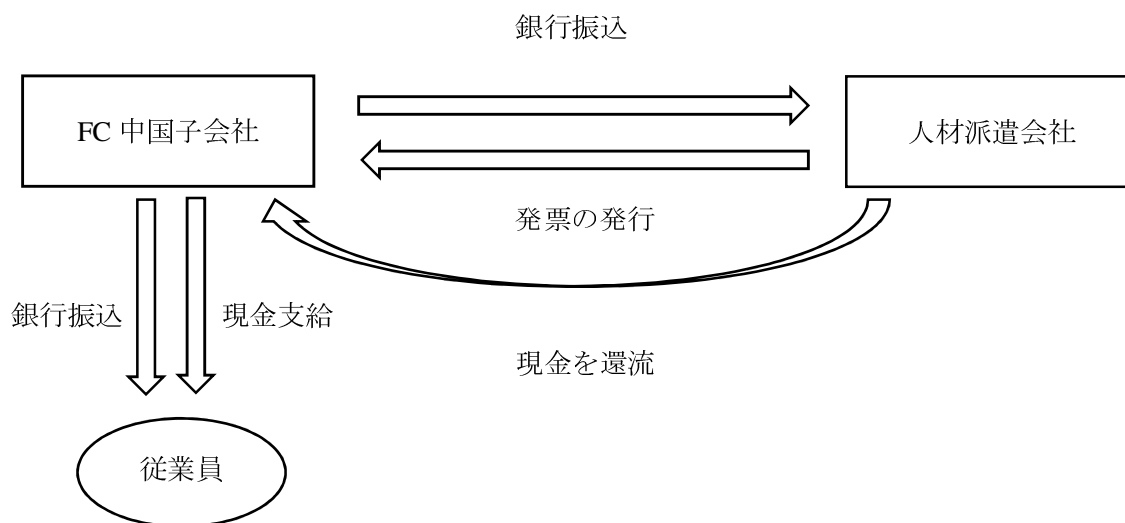 銀行振込
FC 中国子会社
人材派遣会社
発票の発行
銀行振込
現金支給
現金を還流
従業員